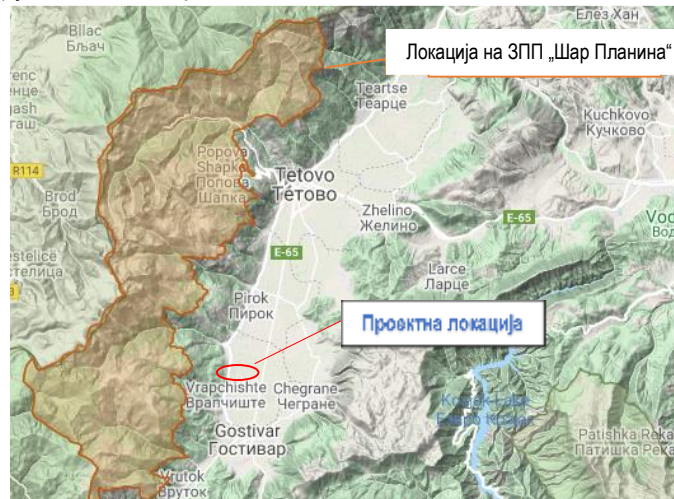 Елез Хан
Bllac
Бљач
Локација на ЗПП „Шар Планина“
Teartse
Теарце
Kuchkovo
Кучково
R114
Popova
Shapka
Попова
Шапка
Tetovo
Тетово
Brod
Брод
Zhelino
Желино
E-65
E-65
Larce
Ларце
Pirok
Пирок
Проектна локација
Vrapchishte
Врапчиште
Chegrane
Чегране
Gostivar
Гостивар
Patishka Reka
Патишка Река
Vrutok
Вруток